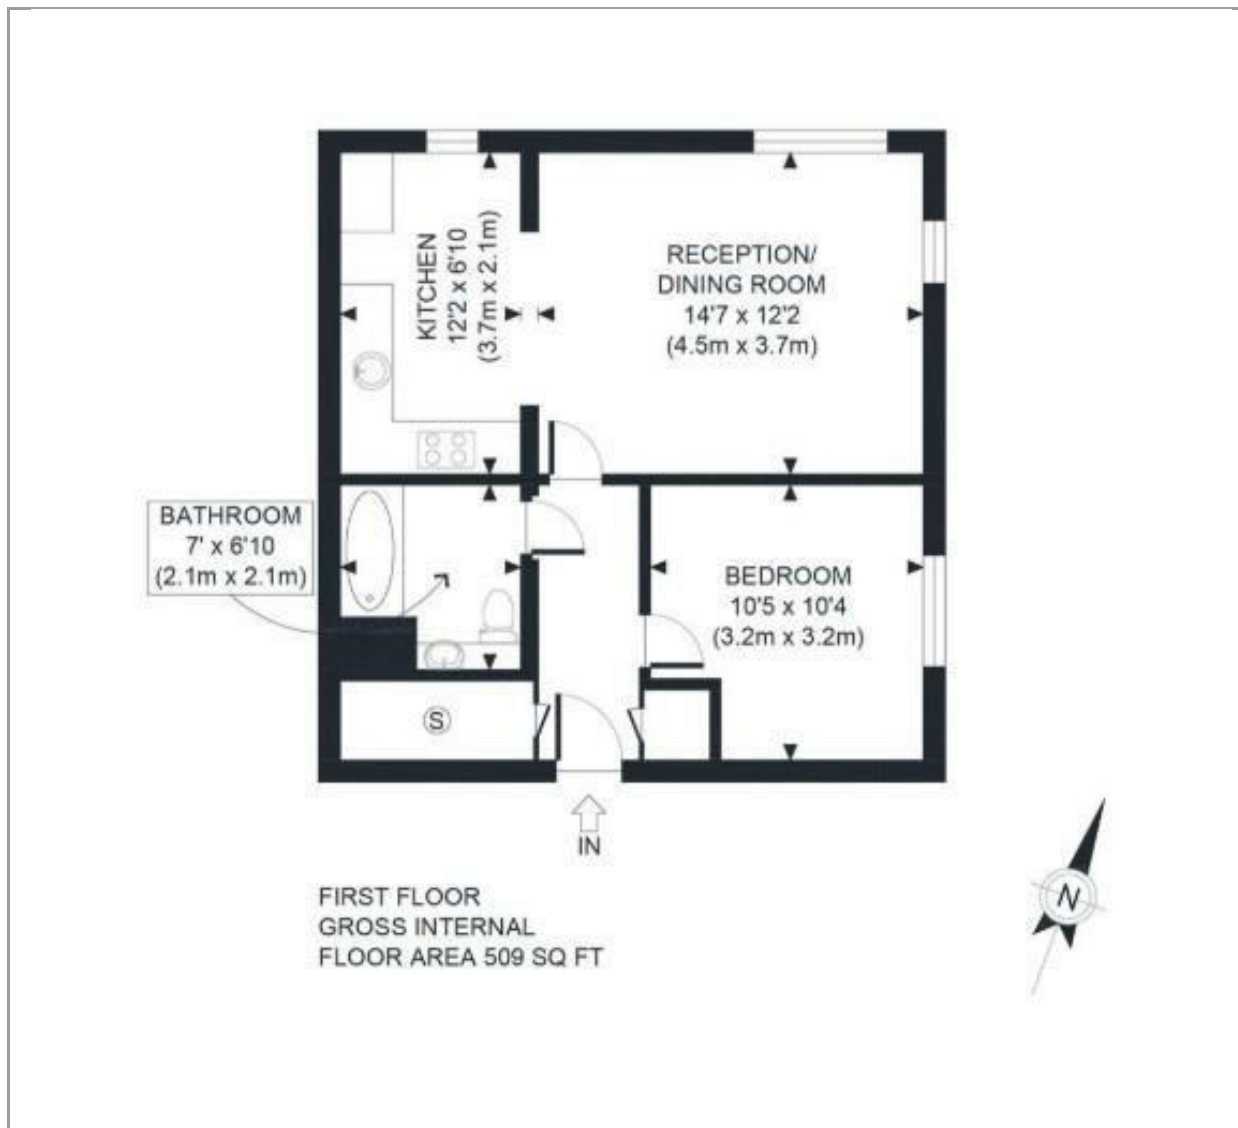 KITCHEN
12'2 x 6'10
(3.7m x 2.1m)
RECEPTION/
DINING ROOM
14'7 x 12'2
(4.5m x 3.7m)
BATHROOM
7' x 6'10
(2.1m x 2.1m)
BEDROOM
10'5 x 10'4
(3.2m x 3.2m)
S
IN
FIRST FLOOR
GROSS INTERNAL
FLOOR AREA 509 SQ FT
N